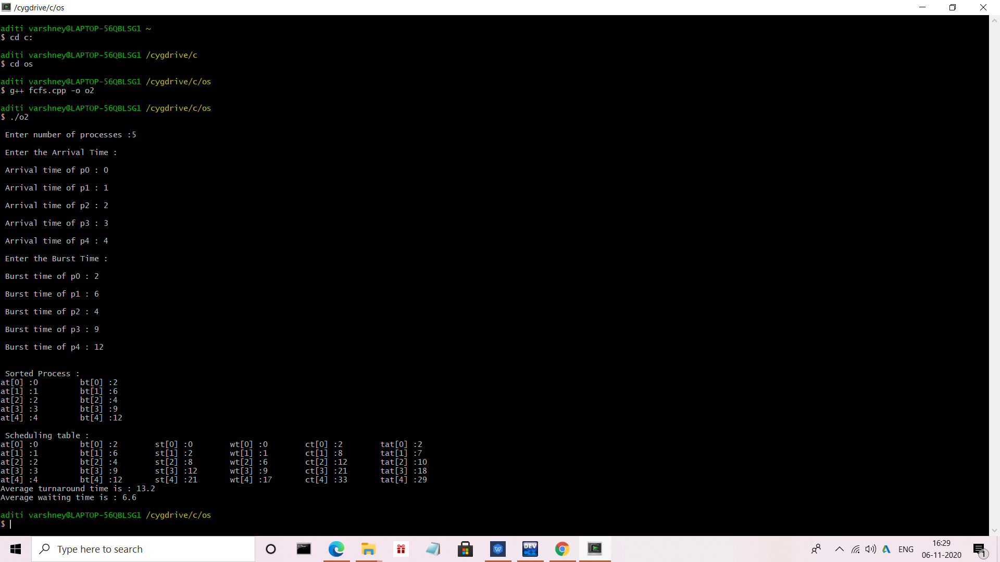 /cygdrive/c/os
aditi varshney@LAPTOP-56QBLSG1 ~
$ cd c:
aditi varshney@LAPTOP-56QBLSG1 /cygdrive/c
$ cd os
aditi varshney@LAPTOP-56QBLSG1 /cygdrive/c/os
$ g++ fcfs.cpp -o o2
aditi varshney@LAPTOP-56QBLSG1 /cygdrive/c/os
$ ./o2
Enter number of processes :5
Enter the Arrival Time :
Arrival time of p0 : 0
Arrival time of p1 : 1
Arrival time of p2 : 2
Arrival time of p3 : 3
Arrival time of p4 : 4
Enter the Burst Time :
Burst time of p0 : 2
Burst time of p1 : 6
Burst time of p2 : 4
Burst time of p3 : 9
Burst time of p4 : 12
Sorted Process :
at[0] :0 bt[0] :2
at[1] :1 bt[1] :6
at[2] :2 bt[2] :4
at[3] :3 bt[3] :9
at[4] :4 bt[4] :12
Scheduling table :
at[0] :0 bt[0] :2 st[0] :0 wt[0] :0 ct[0] :2 tat[0] :2
at[1] :1 bt[1] :6 st[1] :2 wt[1] :1 ct[1] :8 tat[1] :7
at[2] :2 bt[2] :4 st[2] :8 wt[2] :6 ct[2] :12 tat[2] :10
at[3] :3 bt[3] :9 st[3] :12 wt[3] :9 ct[3] :21 tat[3] :18
at[4] :4 bt[4] :12 st[4] :21 wt[4] :17 ct[4] :33 tat[4] :29
Average turnaround time is : 13.2
Average waiting time is : 6.6
aditi varshney@LAPTOP-56QBLSG1 /cygdrive/c/os
$
Type here to search
DEV
ENG
16:29
06-11-2020
1